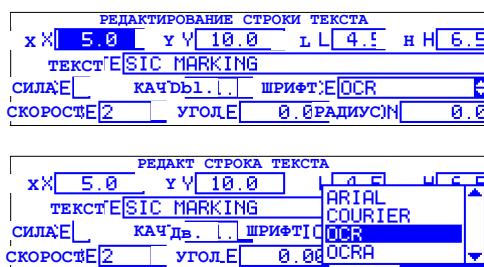 РЕДАКТИРОВАНИЕ СТРОКИ ТЕКСТА
X 5.0 Y 10.0 L 4.5 H 6.5
ТЕКСТ SIC MARKING
СИЛА КАЧ Dbl. ШРИФТ OCR
СКОРОСТ 2 УГОЛ 0.0 РАДИУС 0.0
РЕДАКТ СТРОКА ТЕКСТА
X 5.0 Y 10.0
ТЕКСТ SIC MARKING
СИЛА КАЧ Дв. ШРИФТ
СКОРОСТ 2 УГОЛ 0.0
ARIAL
COURIER
OCR
OCRA